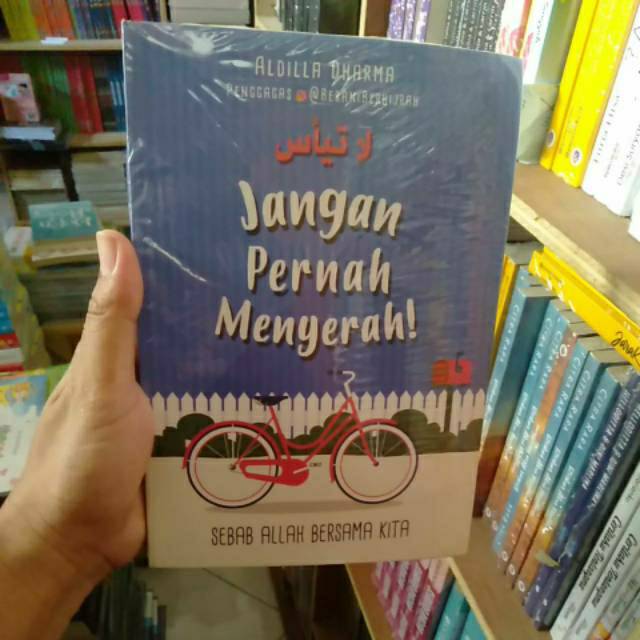 ALDILLA DHARMA
PENGGAGAS @BERANIBERHIJRAH
لا تيأس
Jangan
Pernah
Menyerah!
SEBAB ALLAH BERSAMA KITA